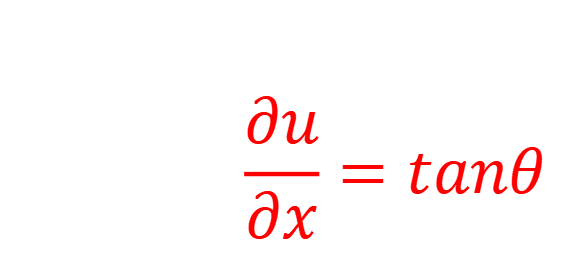 ∂u/∂x = tanθ